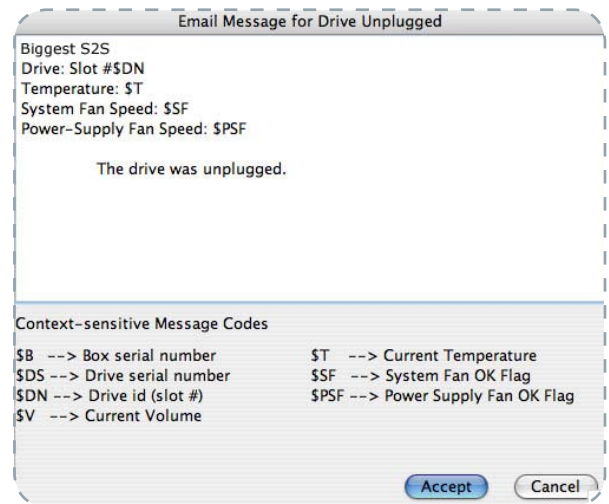 Email Message for Drive Unplugged
Biggest S2S
Drive: Slot #$DN
Temperature: $T
System Fan Speed: $SF
Power-Supply Fan Speed: $PSF
The drive was unplugged.
Context-sensitive Message Codes
$B --> Box serial number
$DS --> Drive serial number
$DN --> Drive id (slot #)
$V --> Current Volume
$T --> Current Temperature
$SF --> System Fan OK Flag
$PSF --> Power Supply Fan OK Flag
Accept Cancel